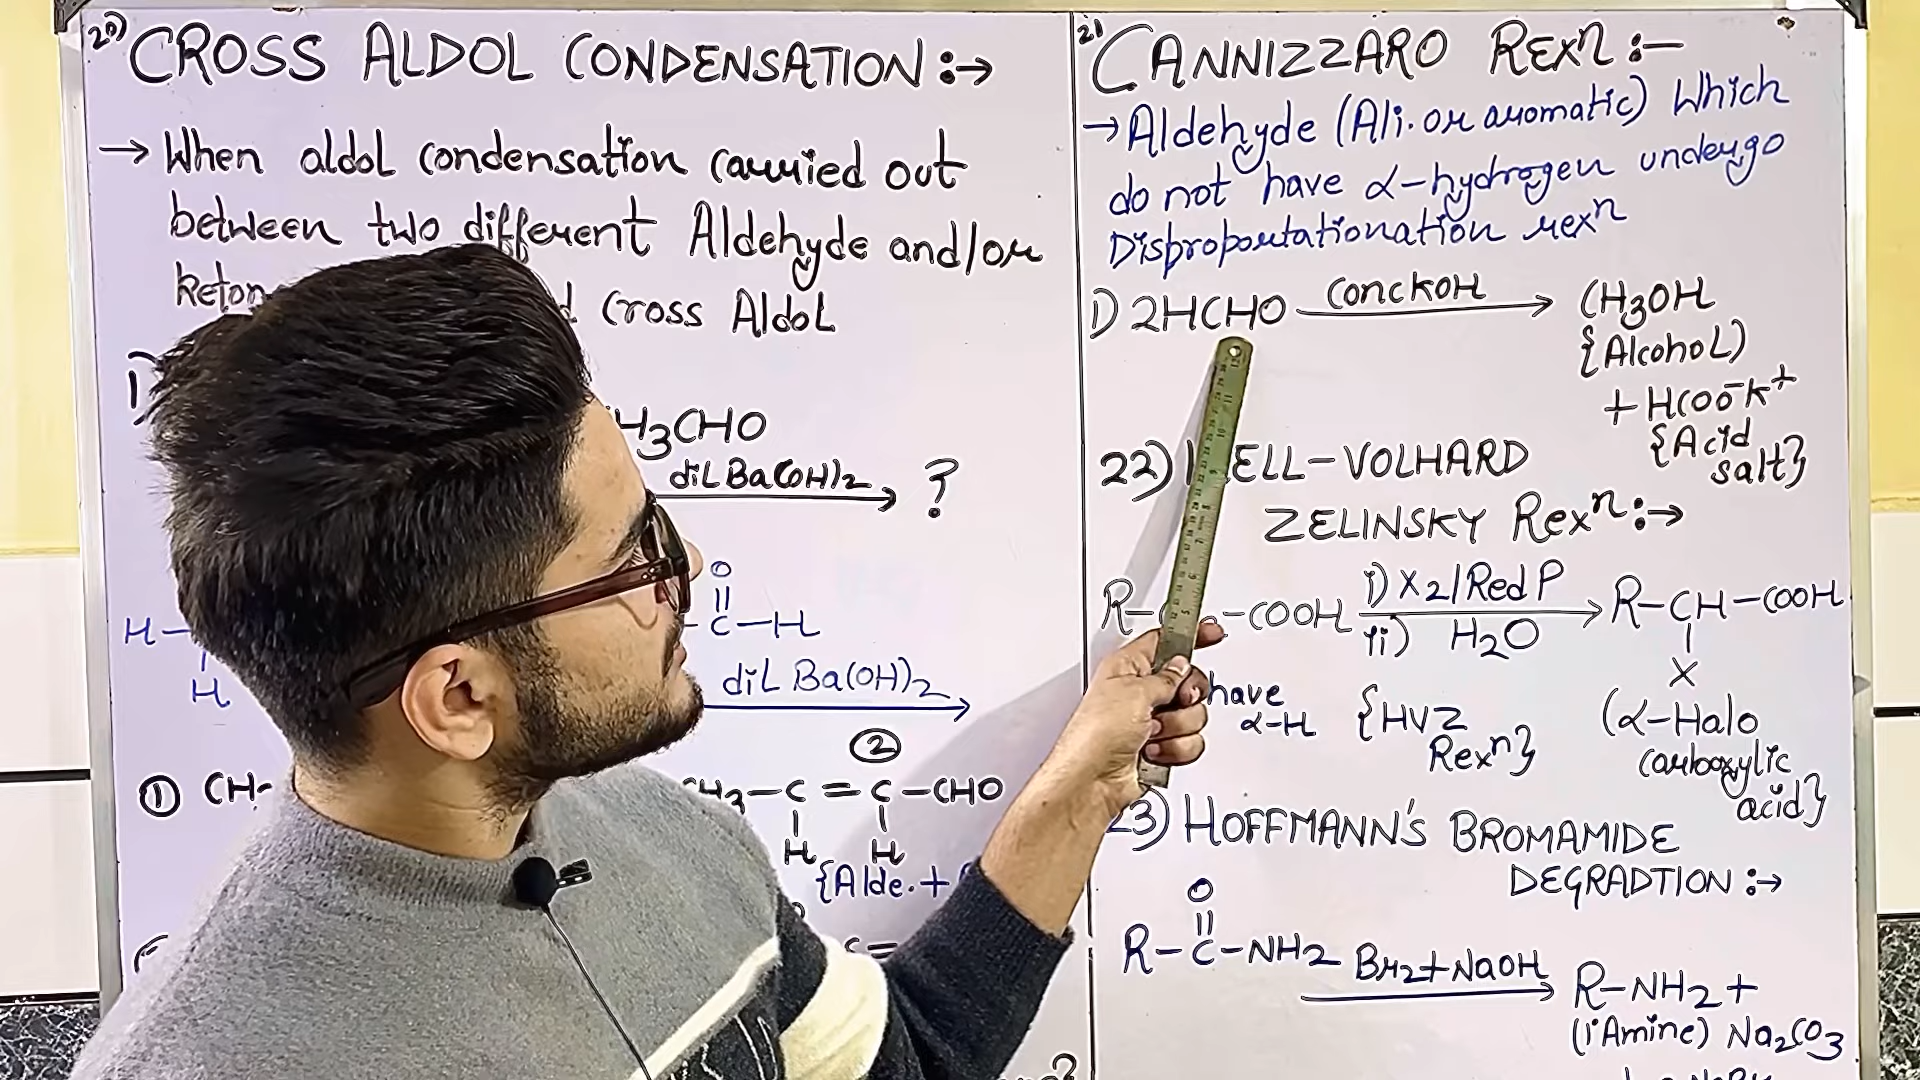 20) CROSS ALDOL CONDENSATION :→
→ When aldol condensation carried out
between two different Aldehyde and/or
Cross Aldol
1)
H3CHO
dil Ba(OH)2
?
O
||
H–
C–H
H
dil Ba(OH)2
②
① CH-
CH3–C=C–CHO
H H
{Alde.+
C=
21) CANNIZZARO Rexn :–
→ Aldehyde (Ali. or aromatic) Which
do not have α-hydrogen undergo
Disproportationation rexn
1) 2HCHO conc KOH → CH3OH
{Alcohol)
+ HCOO⁻K⁺
{Acid
salt}
22) ELL-VOLHARD
ZELINSKY Rexn :→
R– –COOH i) X2/Red P → R–CH–COOH
ii) H2O
X
have
α-H
{HVZ
Rexn}
(α-Halo
Carboxylic
acid}
3) HOFFMANN'S BROMAMIDE
DEGRADTION :→
O
||
R–C–NH2 Br2+NaOH → R–NH2 +
(1°Amine) Na2CO3